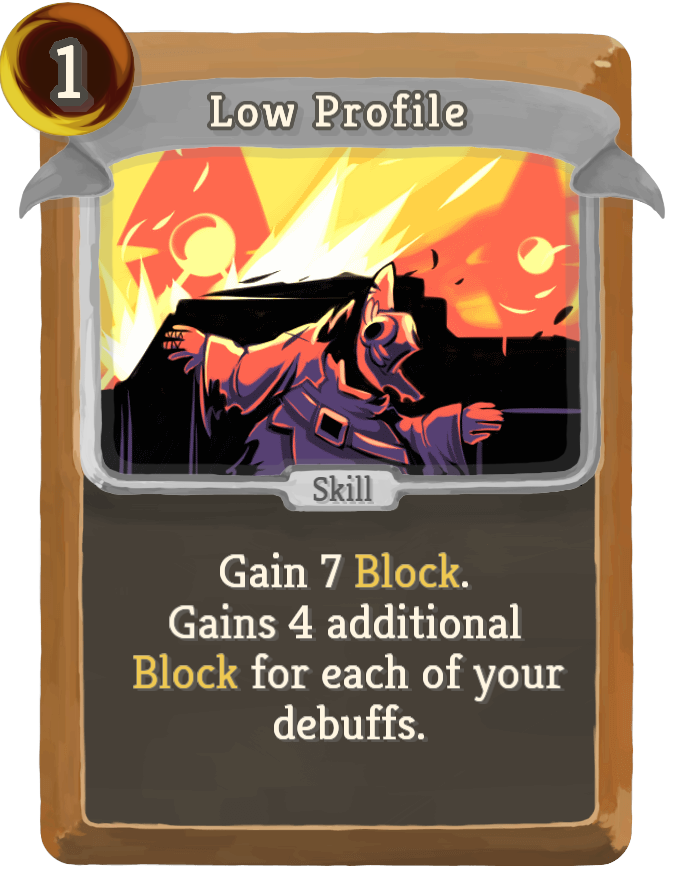 1
Low Profile
Skill
Gain 7 Block.
Gains 4 additional
Block for each of your
debuffs.